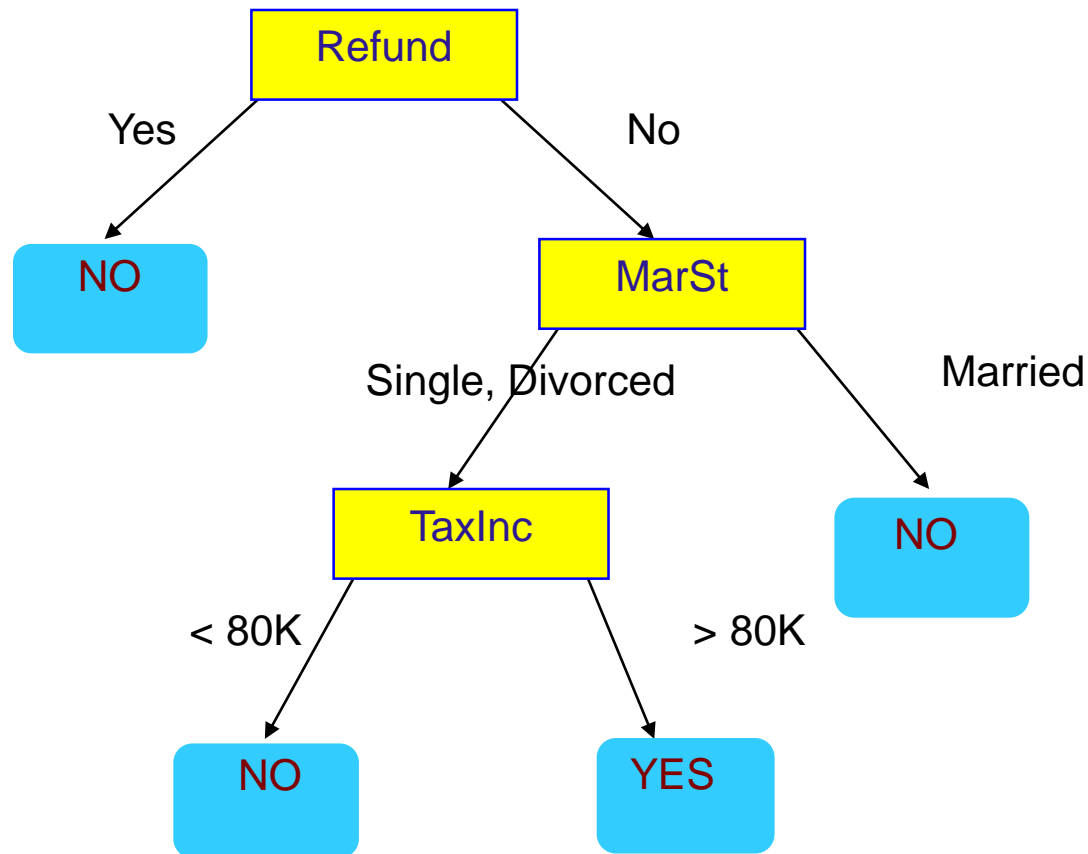 Refund
Yes
No
NO
MarSt
Single, Divorced
Married
TaxInc
NO
< 80K
> 80K
NO
YES